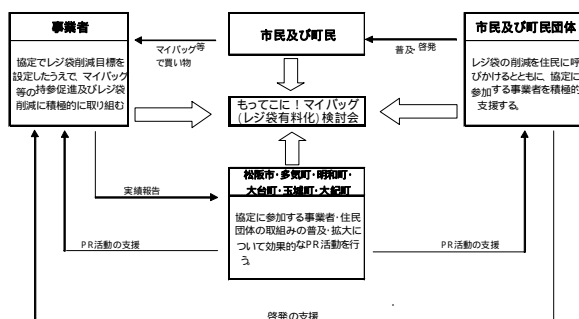 事業者
協定でレジ袋削減目標を
設定したうえで、マイバッグ
等の持参促進及びレジ袋
削減に積極的に取り組む
マイバッグ等
で買い物
市民及び町民
普及・啓発
市民及び町民団体
レジ袋の削減を住民に呼
びかけるとともに、協定に
参加する事業者を積極的
支援する。
もってこい！マイバッグ
(レジ袋有料化)検討会
松阪市・多気町・明和町・
大台町・玉城町・大紀町
協定に参加する事業者・住民
団体の取組みの普及・拡大に
ついて効果的なPR活動を行
う。
実績報告
PR活動の支援
PR活動の支援
啓発の支援